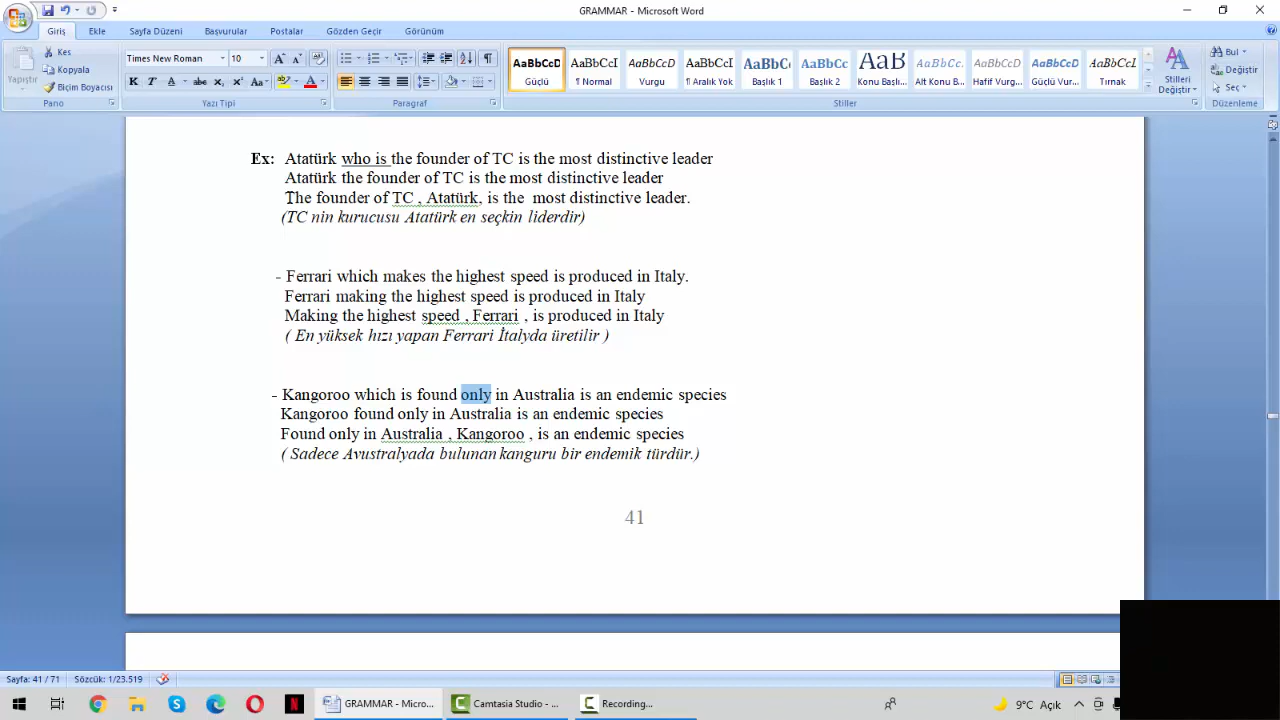 GRAMMAR - Microsoft Word
Giriş Ekle Sayfa Düzeni Başvurular Postalar Gözden Geçir Görünüm
Yapıştır
Kes
Kopyala
Biçim Boyacısı
Pano
Times New Roman 10
K T A abc x₂ x² Aa
Yazı Tipi
Paragraf
AaBbCcD Güçlü
AaBbCcI ¶ Normal
AaBbCcD Vurgu
AaBbCcI ¶ Aralık Yok
AaBbC Başlık 1
AaBbCc Başlık 2
AaB Konu Başlı...
AaBbCc. Alt Konu B...
AaBbCcD Hafif Vurg...
AaBbCcD Güçlü Vur...
AaBbCcI Tırnak
Stilleri Değiştir
Stiller
Bul
Değiştir
Seç
Düzenleme
Ex: Atatürk who is the founder of TC is the most distinctive leader
Atatürk the founder of TC is the most distinctive leader
The founder of TC , Atatürk, is the most distinctive leader.
(TC nin kurucusu Atatürk en seçkin liderdir)
- Ferrari which makes the highest speed is produced in Italy.
Ferrari making the highest speed is produced in Italy
Making the highest speed , Ferrari , is produced in Italy
( En yüksek hızı yapan Ferrari İtalyda üretilir )
- Kangoroo which is found only in Australia is an endemic species
Kangoroo found only in Australia is an endemic species
Found only in Australia , Kangoroo , is an endemic species
( Sadece Avustralyada bulunan kanguru bir endemik türdür.)
41
Sayfa: 41 / 71 Sözcük: 1/23.519
GRAMMAR - Micros... Camtasia Studio - ... Recording... 9°C Açık